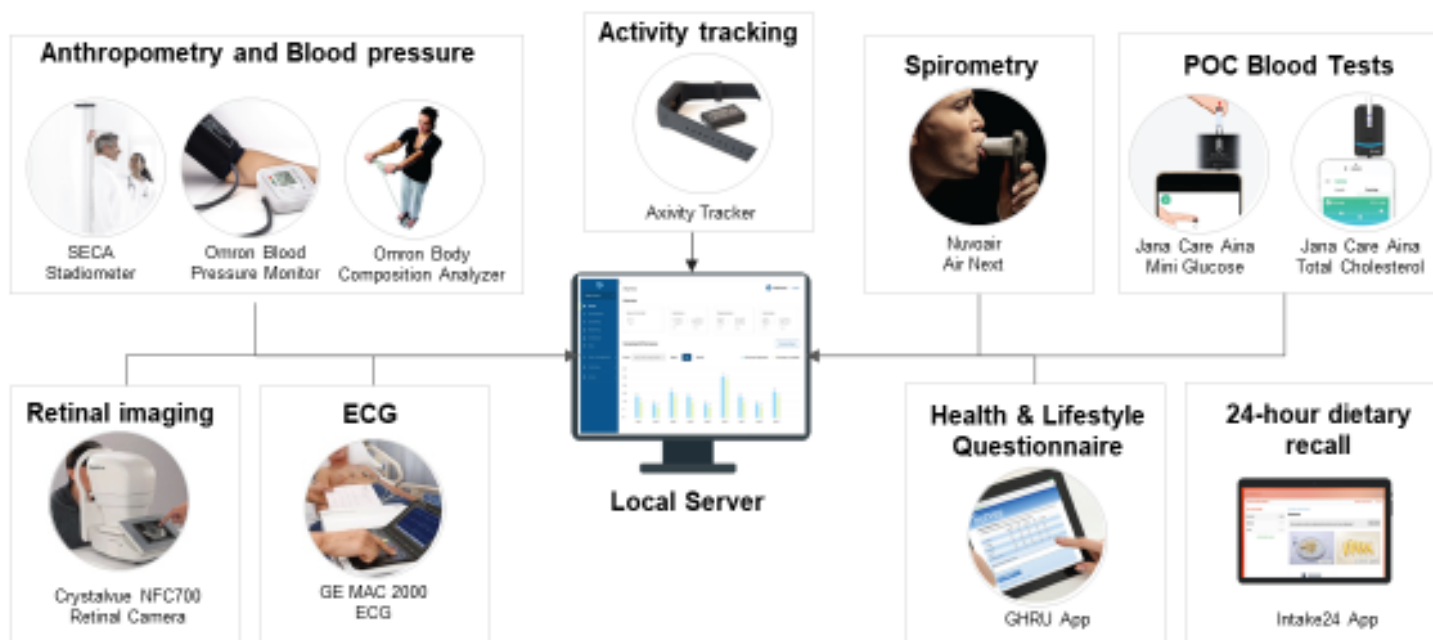 Anthropometry and Blood pressure
SECA
Stadiometer
Omron Blood
Pressure Monitor
Omron Body
Composition Analyzer
Activity tracking
Axivity Tracker
Spirometry
Nuvoair
Air Next
POC Blood Tests
Jana Care Aina
Mini Glucose
Jana Care Aina
Total Cholesterol
Retinal imaging
Crystalvue NFC700
Retinal Camera
ECG
GE MAC 2000
ECG
Local Server
Health & Lifestyle
Questionnaire
GHRU App
24-hour dietary
recall
Intake24 App